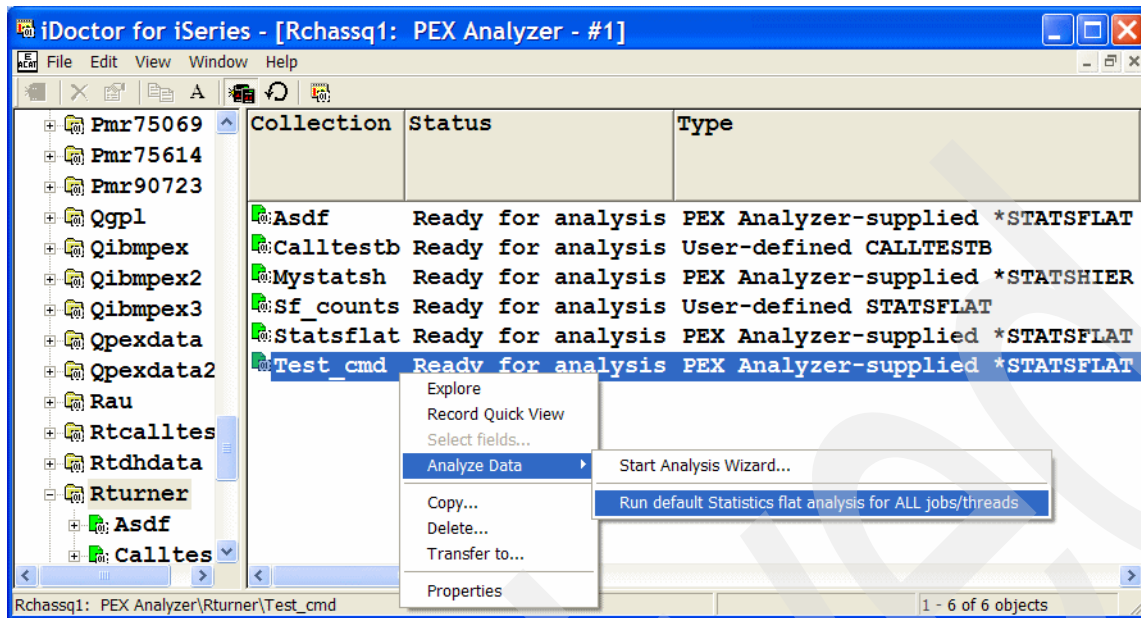 iDoctor for iSeries - [Rchassq1: PEX Analyzer - #1]
File Edit View Window Help
Collection Status Type
Pmr75069
Pmr75614
Pmr90723
Qgpl
Qibmpex
Qibmpex2
Qibmpex3
Qpexdata
Qpexdata2
Rau
Rtcalltes
Rtdhdata
Rturner
Asdf
Calltes
Asdf Ready for analysis PEX Analyzer-supplied *STATSFLAT
Calltestb Ready for analysis User-defined CALLTESTB
Mystatsh Ready for analysis PEX Analyzer-supplied *STATSHIER
Sf_counts Ready for analysis User-defined STATSFLAT
Statsflat Ready for analysis PEX Analyzer-supplied *STATSFLAT
Test_cmd Ready for analysis PEX Analyzer-supplied *STATSFLAT
Explore
Record Quick View
Select fields...
Analyze Data
Copy...
Delete...
Transfer to...
Properties
Start Analysis Wizard...
Run default Statistics flat analysis for ALL jobs/threads
Rchassq1: PEX Analyzer\Rturner\Test_cmd
1 - 6 of 6 objects